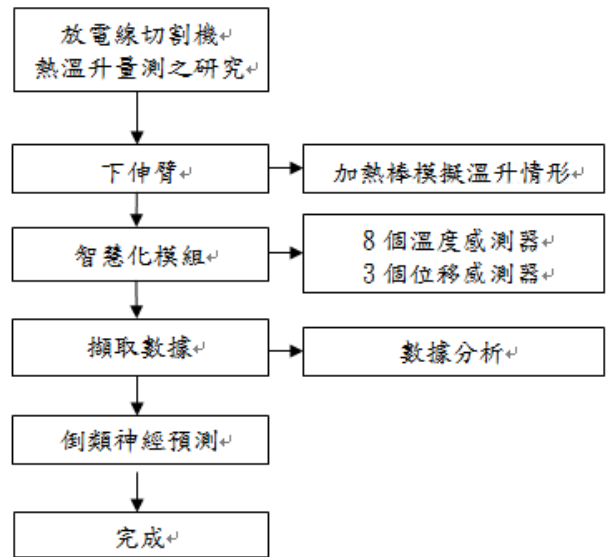 放電線切割機
熱溫升量測之研究
下伸臂
加熱棒模擬溫升情形
智慧化模組
8 個溫度感測器
3 個位移感測器
擷取數據
數據分析
倒類神經預測
完成